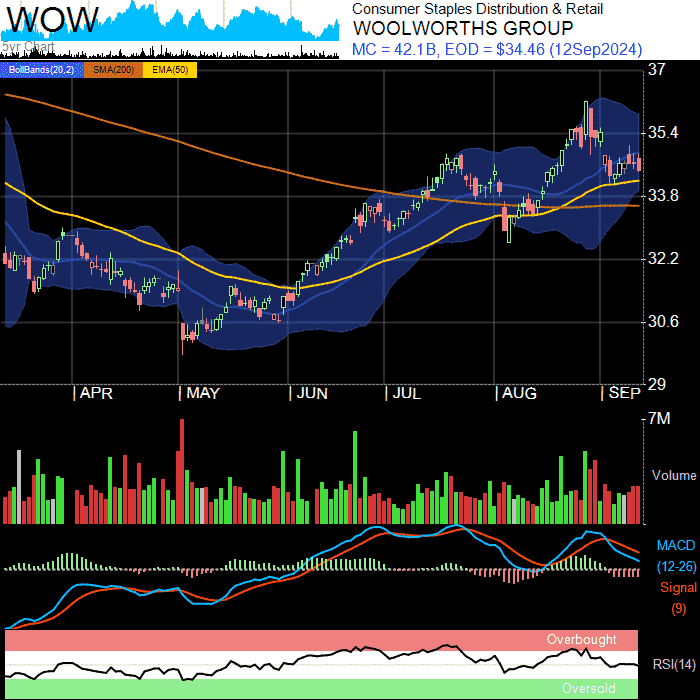 WOW
5yr Chart
Consumer Staples Distribution & Retail
WOOLWORTHS GROUP
MC = 42.1B, EOD = $34.46 (12Sep2024)
BollBands(20,2) SMA(200) EMA(50)
37
35.4
33.8
32.2
30.6
29
APR MAY JUN JUL AUG SEP
7M
Volume
MACD
(12-26)
Signal
(9)
Overbought
RSI(14)
Oversold